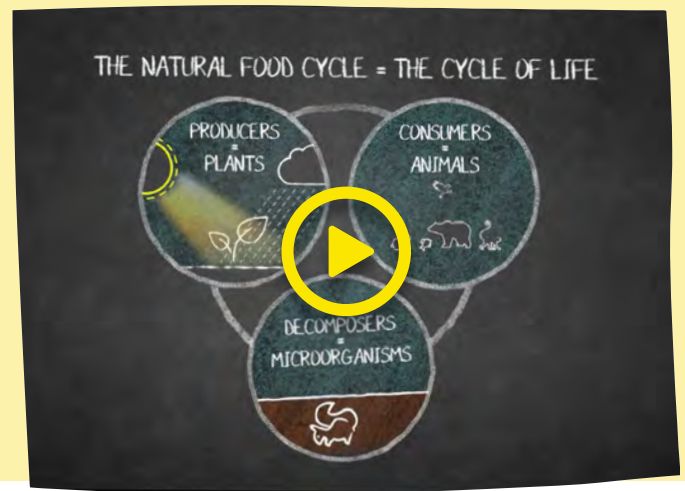 THE NATURAL FOOD CYCLE = THE CYCLE OF LIFE
PRODUCERS
=
PLANTS
CONSUMERS
=
ANIMALS
DECOMPOSERS
=
MICROORGANISMS